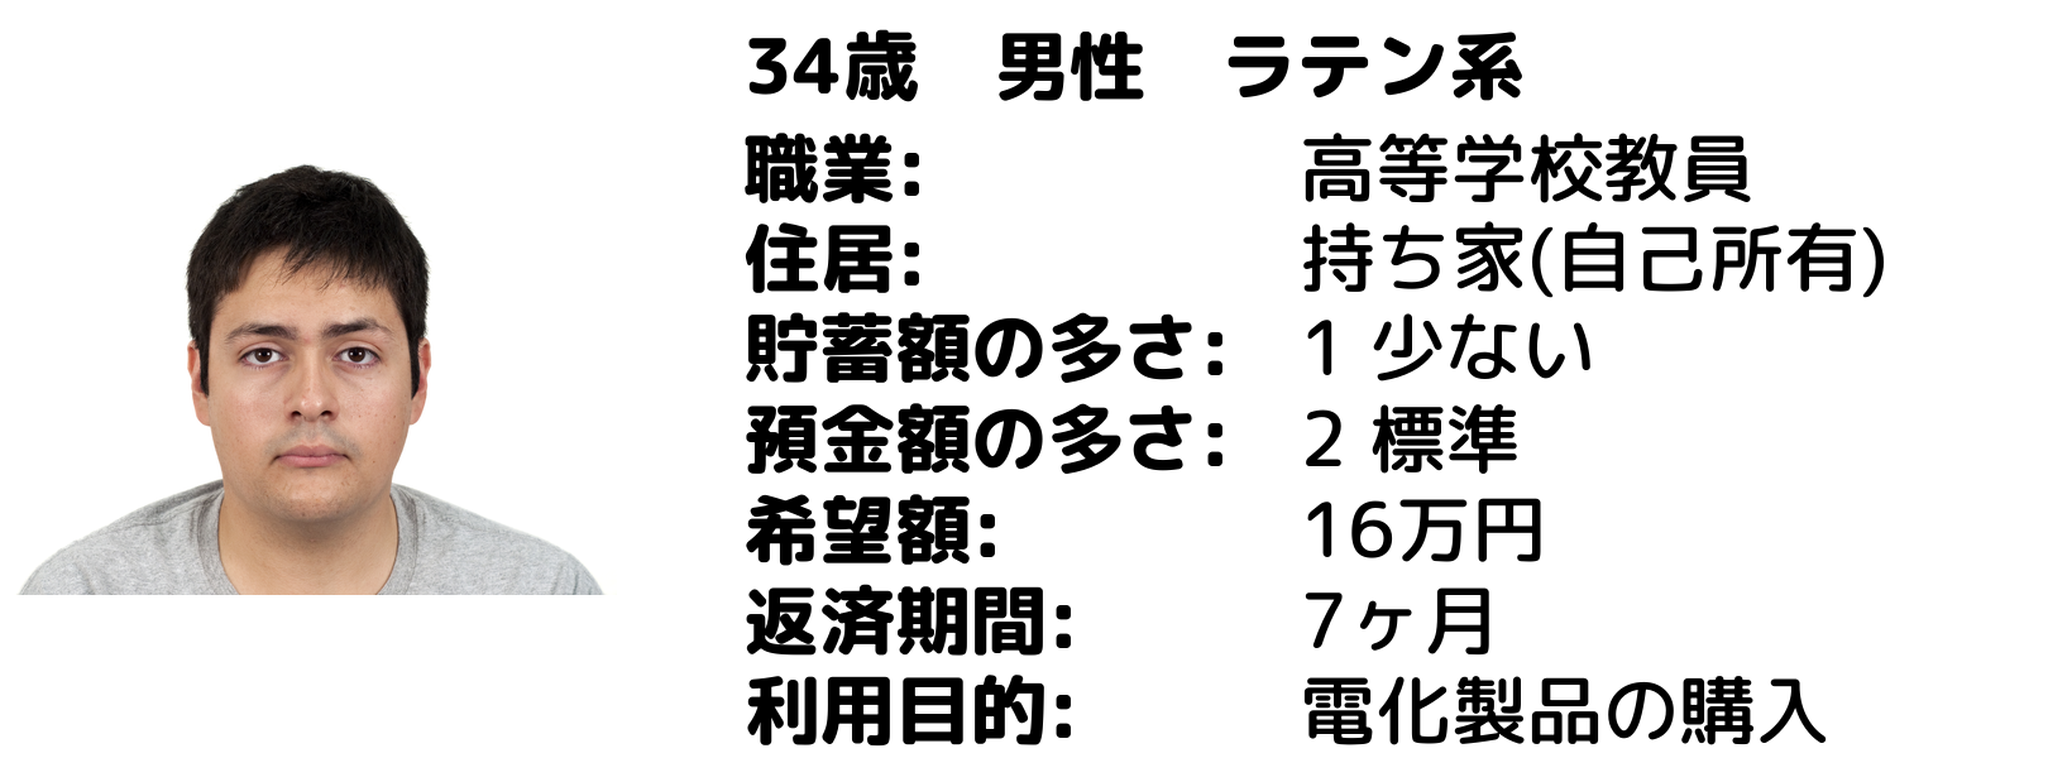 34歳　男性　ラテン系
職業: 高等学校教員
住居: 持ち家(自己所有)
貯蓄額の多さ: 1 少ない
預金額の多さ: 2 標準
希望額: 16万円
返済期間: 7ヶ月
利用目的: 電化製品の購入